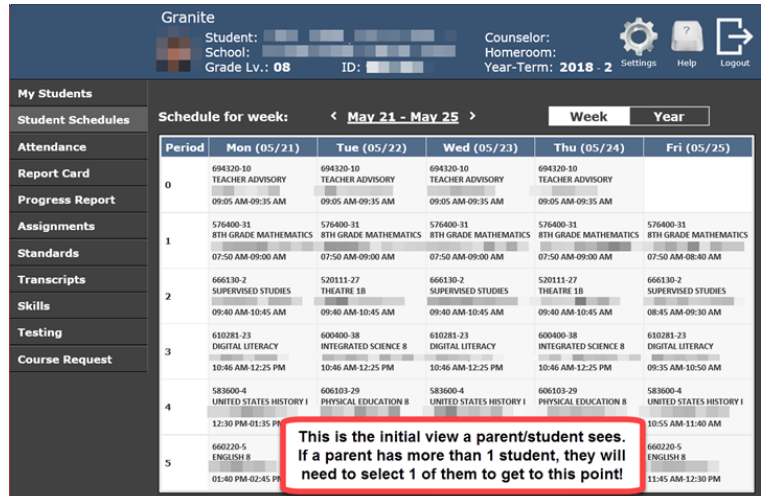 Granite
Student:
School:
Grade Lv.: 08 ID:
Counselor:
Homeroom:
Year-Term: 2018 - 2
Settings
Help
Logout
My Students
Student Schedules
Attendance
Report Card
Progress Report
Assignments
Standards
Transcripts
Skills
Testing
Course Request
Schedule for week: < May 21 - May 25 > Week Year
Period Mon (05/21) Tue (05/22) Wed (05/23) Thu (05/24) Fri (05/25)
0
694320-10 694320-10 694320-10 694320-10
TEACHER ADVISORY TEACHER ADVISORY TEACHER ADVISORY TEACHER ADVISORY
09:05 AM-09:35 AM 09:05 AM-09:35 AM 09:05 AM-09:35 AM 09:05 AM-09:35 AM
1
576400-31 576400-31 576400-31 576400-31 576400-31
8TH GRADE MATHEMATICS 8TH GRADE MATHEMATICS 8TH GRADE MATHEMATICS 8TH GRADE MATHEMATICS 8TH GRADE MATHEMATICS
07:50 AM-09:00 AM 07:50 AM-09:00 AM 07:50 AM-09:00 AM 07:50 AM-09:00 AM 07:50 AM-08:40 AM
2
666130-2 520111-27 666130-2 520111-27 666130-2
SUPERVISED STUDIES THEATRE 1B SUPERVISED STUDIES THEATRE 1B SUPERVISED STUDIES
09:40 AM-10:45 AM 09:40 AM-10:45 AM 09:40 AM-10:45 AM 09:40 AM-10:45 AM 08:45 AM-09:30 AM
3
610281-23 600400-38 610281-23 600400-38 610281-23
DIGITAL LITERACY INTEGRATED SCIENCE 8 DIGITAL LITERACY INTEGRATED SCIENCE 8 DIGITAL LITERACY
10:46 AM-12:25 PM 10:46 AM-12:25 PM 10:46 AM-12:25 PM 10:46 AM-12:25 PM 09:35 AM-10:50 AM
4
583600-4 606103-29 583600-4 606103-29 583600-4
UNITED STATES HISTORY I PHYSICAL EDUCATION 8 UNITED STATES HISTORY I PHYSICAL EDUCATION 8 UNITED STATES HISTORY I
12:30 PM-01:35 PM 10:55 AM-11:40 AM
5
660220-5 660220-5
ENGLISH 8 ENGLISH 8
01:40 PM-02:45 PM 11:45 AM-12:30 PM
This is the initial view a parent/student sees.
If a parent has more than 1 student, they will
need to select 1 of them to get to this point!